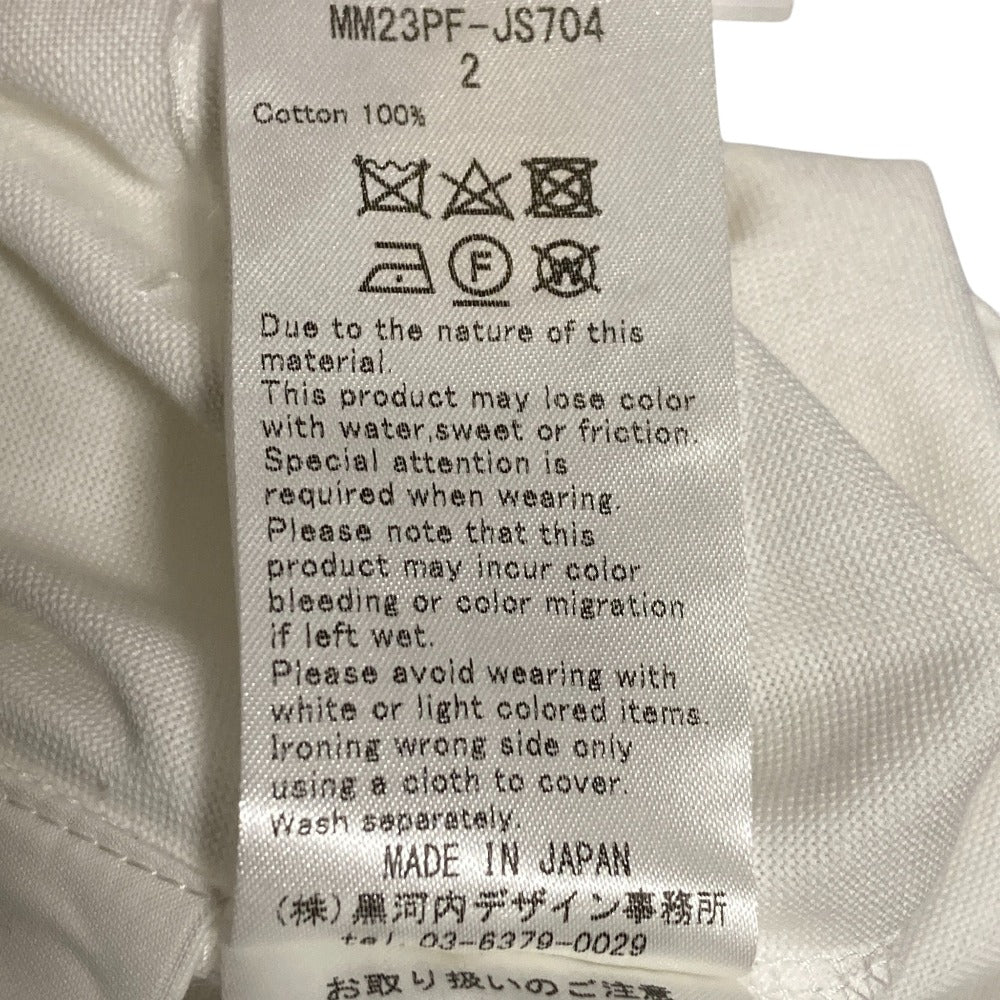 MM23PF-JS704
2
Cotton 100%
F
W
Due to the nature of this
material.
This product may lose color
with water,sweet or friction.
Special attention is
required when wearing.
Please note that this
product may incur color
bleeding or color migration
if left wet.
Please avoid wearing with
white or light colored items.
Ironing wrong side only
using a cloth to cover.
Wash separately.
MADE IN JAPAN
(株)黒河内デザイン事務所
tel. 03-6379-0029
お取り扱いのご注意